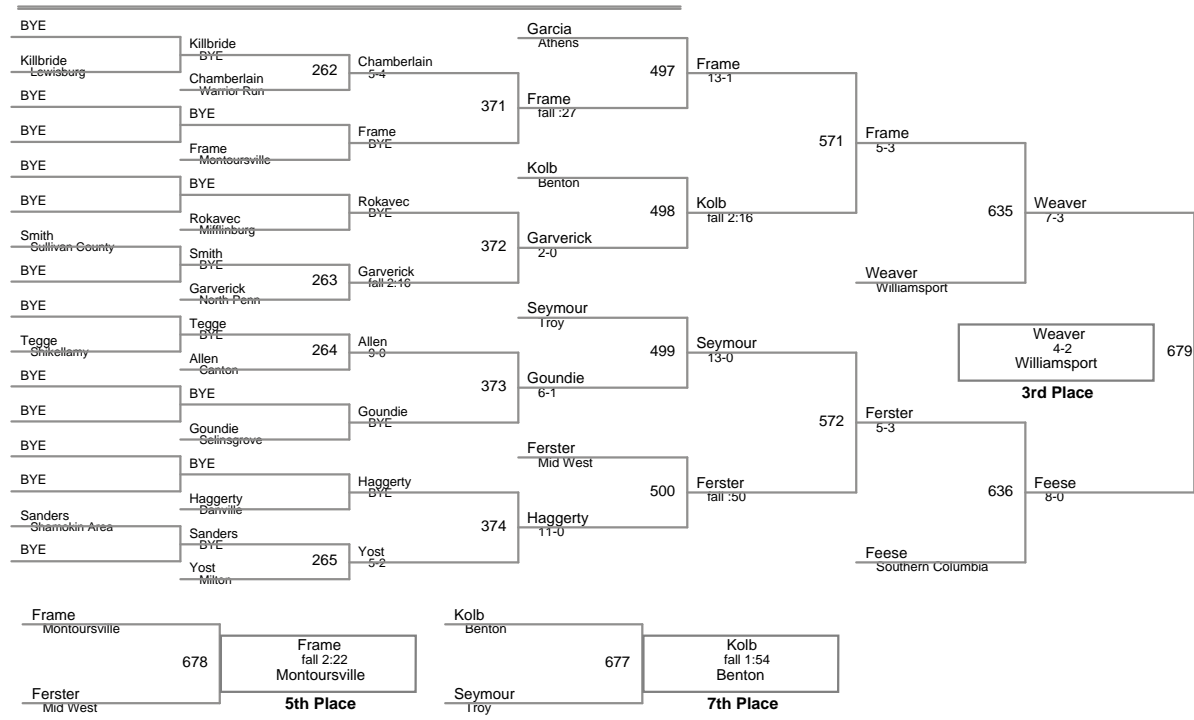 BYE
Killbride
Lewisburg
BYE
BYE
BYE
BYE
Smith
Sullivan County
BYE
BYE
Tegge
Shikellamy
BYE
BYE
BYE
BYE
Sanders
Shamokin Area
BYE
Killbride
BYE
262
Chamberlain
Warrior Run
BYE
Frame
Montoursville
BYE
Rokavec
Mifflinburg
Smith
BYE
263
Garverick
North Penn
Tegge
BYE
264
Allen
Canton
BYE
Goundie
Selinsgrove
BYE
Haggerty
Danville
Sanders
BYE
265
Yost
Milton
Chamberlain
5-4
371
Frame
BYE
Rokavec
BYE
372
Garverick
fall 2:16
Allen
373
Goundie
BYE
Haggerty
BYE
374
Yost
5-2
Garcia
Athens
497
Frame
fall :27
Kolb
Benton
498
Garverick
2-0
Seymour
Troy
499
Goundie
6-1
Ferster
Mid West
500
Haggerty
11-0
Frame
13-1
571
Kolb
fall 2:16
Seymour
13-0
572
Ferster
fall :50
Frame
5-3
635
Weaver
Williamsport
Ferster
5-3
636
Feese
Southern Columbia
Weaver
7-3
679
Feese
8-0
Weaver
4-2
Williamsport
3rd Place
Frame
Montoursville
678
Ferster
Mid West
Frame
fall 2:22
Montoursville
5th Place
Kolb
Benton
677
Seymour
Troy
Kolb
fall 1:54
Benton
7th Place